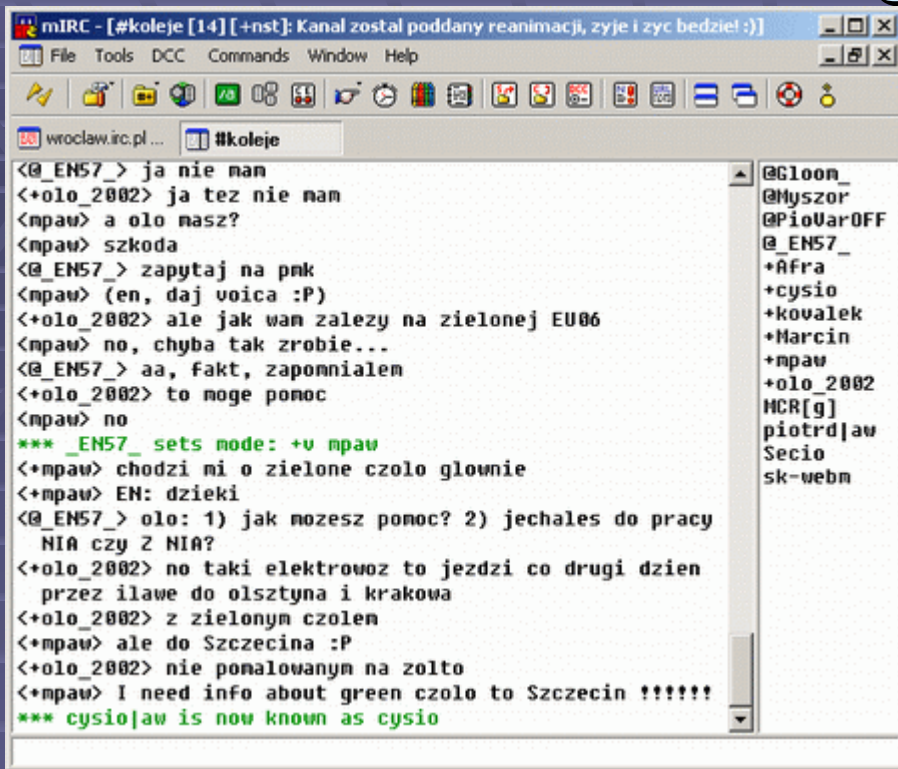 mIRC - [#koleje [14] [+nst]: Kanal zostal poddany reanimacji, zyje i zyc bedzie! :)]
File Tools DCC Commands Window Help
wroclaw.irc.pl ... #koleje
<@_EN57_> ja nie mam
<+olo_2002> ja tez nie mam
<mpaw> a olo masz?
<mpaw> szkoda
<@_EN57_> zapytaj na pmk
<mpaw> (en, daj voica :P)
<+olo_2002> ale jak wam zalezy na zielonej EU06
<mpaw> no, chyba tak zrobie...
<@_EN57_> aa, fakt, zapomnialem
<+olo_2002> to moge pomoc
<mpaw> no
*** _EN57_ sets mode: +v mpaw
<+mpaw> chodzi mi o zielone czolo glownie
<+mpaw> EN: dzieki
<@_EN57_> olo: 1) jak mozesz pomoc? 2) jechales do pracy
NIA czy Z NIA?
<+olo_2002> no taki elektrowoz to jezdzi co drugi dzien
przez ilawe do olsztyna i krakowa
<+olo_2002> z zielonym czolem
<+mpaw> ale do Szczecina :P
<+olo_2002> nie pomalowanym na zolto
<+mpaw> I need info about green czolo to Szczecin !!!!!!
*** cysio|aw is now known as cysio
@Gloom_
@Myszor
@PioVarOFF
@_EN57_
+Afra
+cysio
+kovalek
+Marcin
+mpaw
+olo_2002
MCR[g]
piotrd|aw
Secio
sk-webm